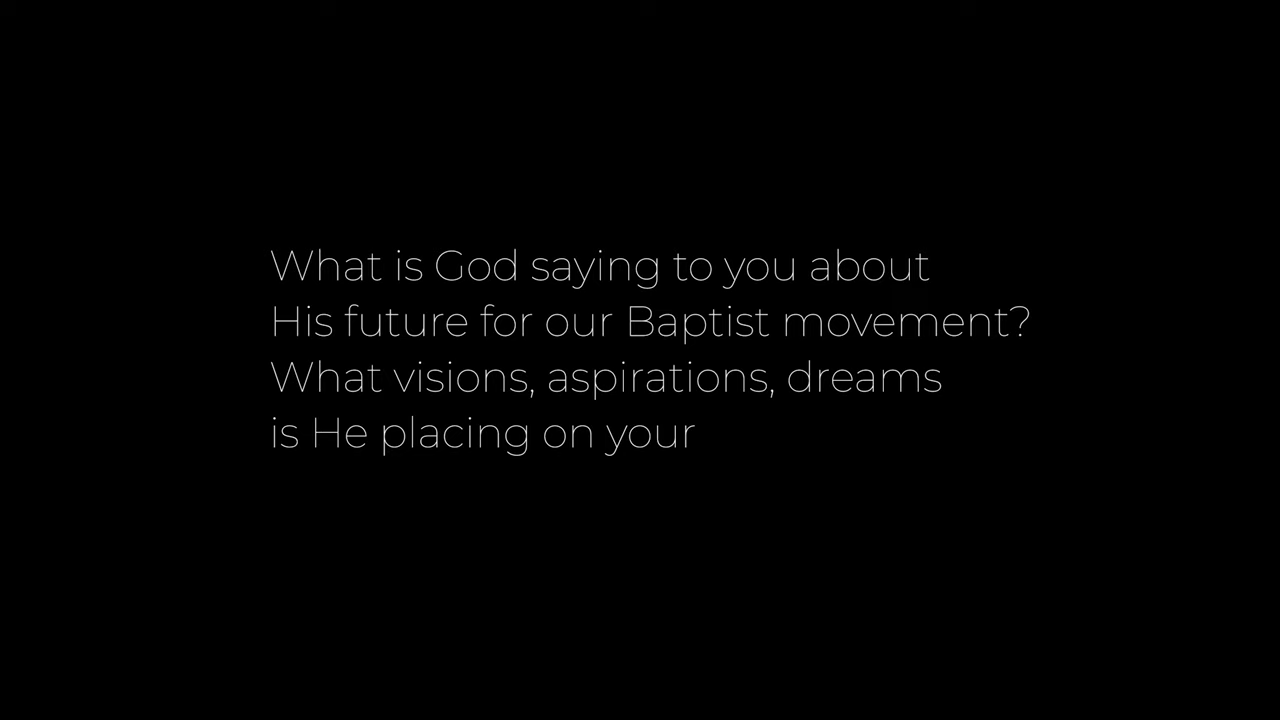 What is God saying to you about
His future for our Baptist movement?
What visions, aspirations, dreams
is He placing on your